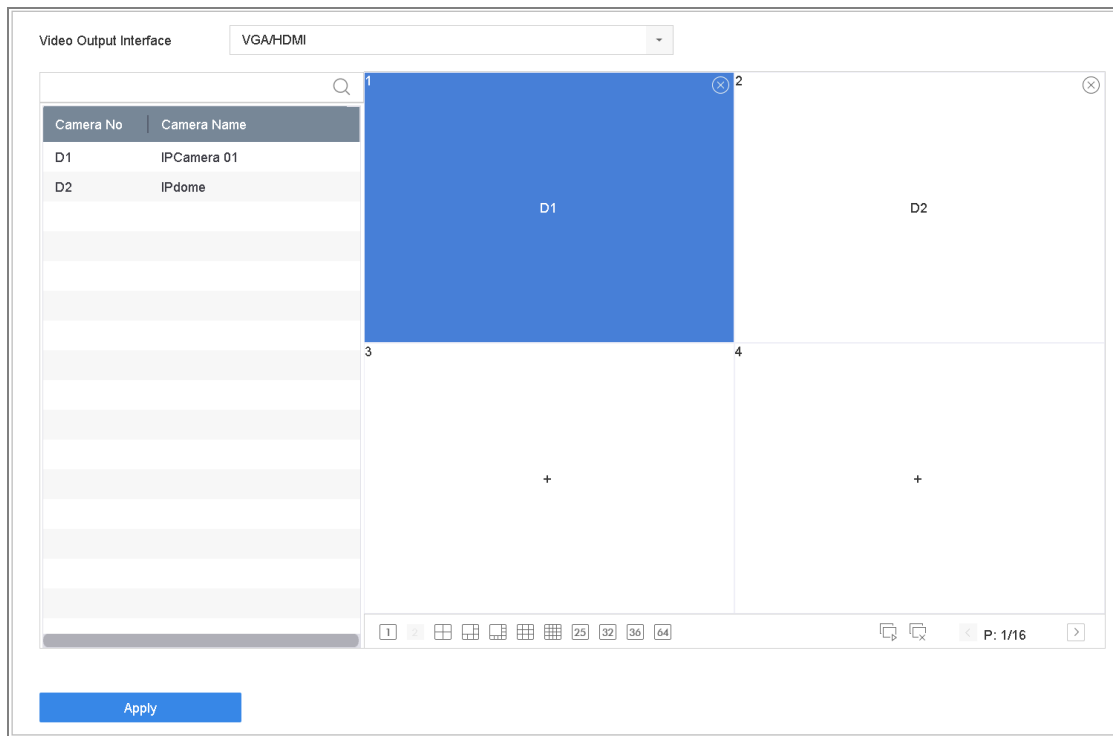 Video Output Interface VGA/HDMI
1 2
Camera No Camera Name
D1 IPCamera 01
D2 IPdome
D1 D2
3 4
+ +
1 2 25 32 36 64 P: 1/16
Apply